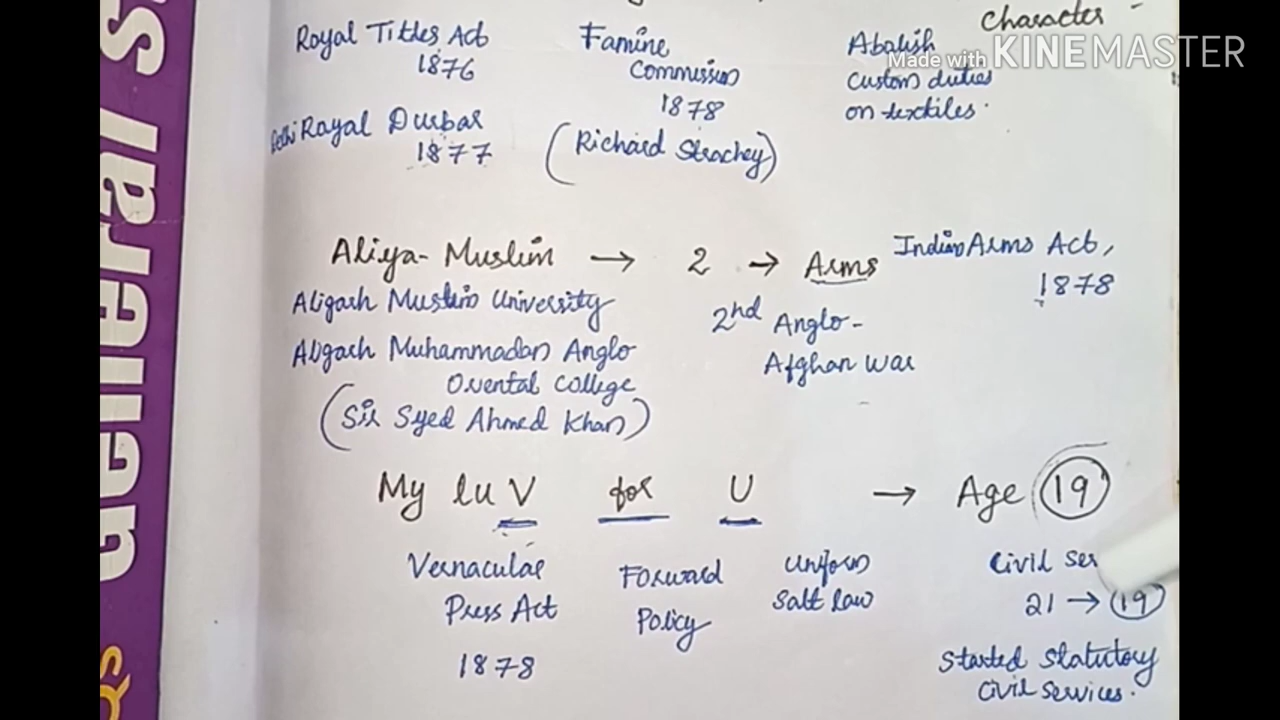 Character -
Royal Titles Act
1876
Famine
Commission
1878
(Richard Strachey)
Abolish
custom duties
on textiles.
Made with KINEMASTER
Delhi Royal Durbar
1877
Aliya- Muslim → 2 → Arms
Indian Arms Act,
1878
Aligarh Muslim University
Aligarh Muhammadan Anglo
Oriental College
(Sir Syed Ahmed Khan)
2nd Anglo-
Afghan war
My luV for U → Age 19
Vernacular
Press Act
1878
Forward
Policy
Uniform
Salt law
Civil Ser
21 → 19
Started Statutory
Civil Services.
General S
Qs